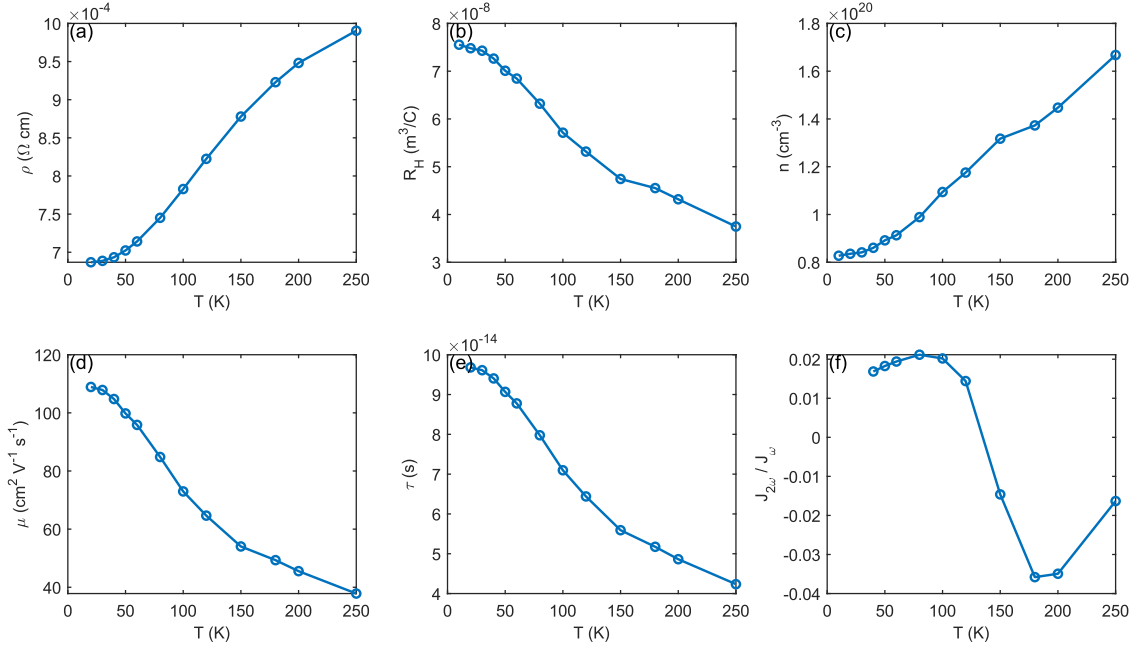 ×10⁻⁴
(a)
10
9.5
9
8.5
8
7.5
7
ρ (Ω cm)
0 50 100 150 200 250
T (K)
×10⁻⁸
(b)
8
7
6
5
4
3
R_H (m³/C)
0 50 100 150 200 250
T (K)
×10²⁰
(c)
1.8
1.6
1.4
1.2
1
0.8
n (cm⁻³)
0 50 100 150 200 250
T (K)
(d)
120
100
80
60
40
μ (cm² V⁻¹ s⁻¹)
0 50 100 150 200 250
T (K)
×10⁻¹⁴
(e)
10
9
8
7
6
5
4
τ (s)
0 50 100 150 200 250
T (K)
(f)
0.02
0.01
0
-0.01
-0.02
-0.03
-0.04
J_2ω / J_ω
0 50 100 150 200 250
T (K)